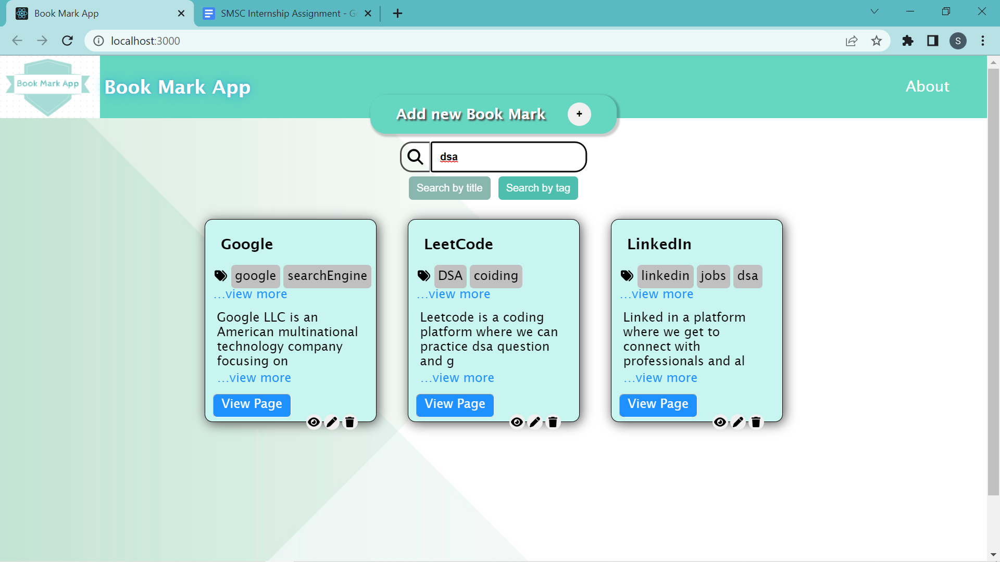 Book Mark App
SMSC Internship Assignment - G
localhost:3000
S
Book Mark App
Book Mark App
About
Add new Book Mark +
dsa
Search by title
Search by tag
Google
google searchEngine
...view more
Google LLC is an
American multinational
technology company
focusing on
...view more
View Page
LeetCode
DSA coiding
...view more
Leetcode is a coding
platform where we can
practice dsa question
and g
...view more
View Page
LinkedIn
linkedin jobs dsa
...view more
Linked in a platform
where we get to
connect with
professionals and al
...view more
View Page